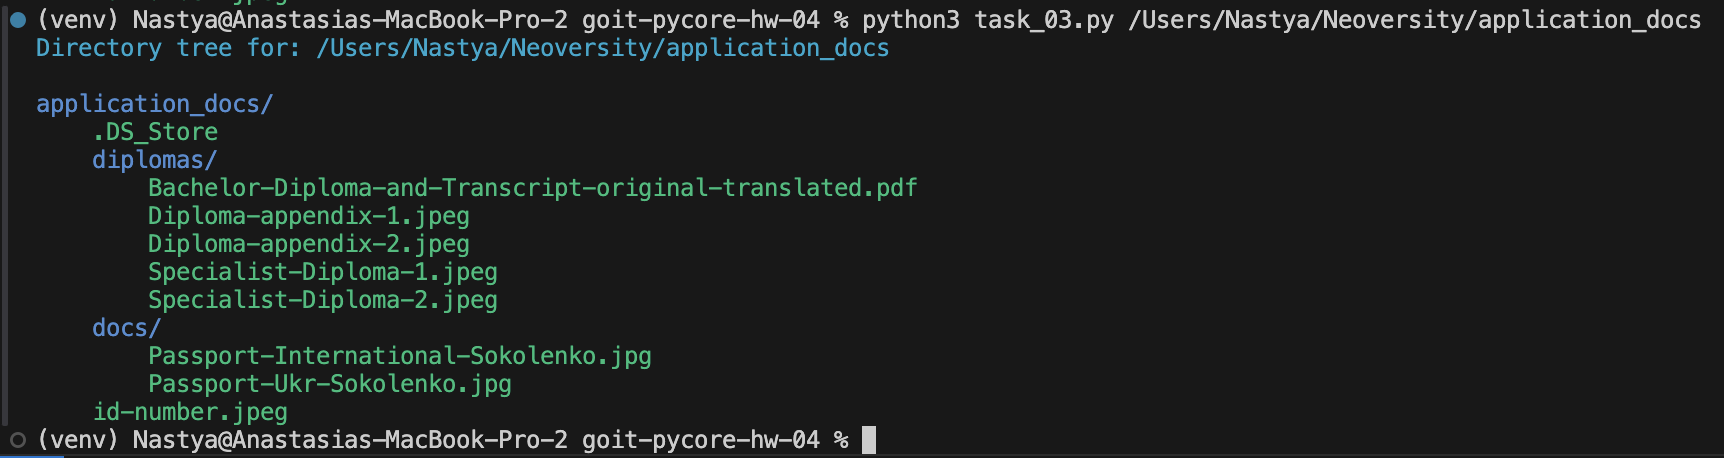 (venv) Nastya@Anastasias-MacBook-Pro-2 goit-pycore-hw-04 % python3 task_03.py /Users/Nastya/Neoversity/application_docs
Directory tree for: /Users/Nastya/Neoversity/application_docs
application_docs/
.DS_Store
diplomas/
Bachelor-Diploma-and-Transcript-original-translated.pdf
Diploma-appendix-1.jpeg
Diploma-appendix-2.jpeg
Specialist-Diploma-1.jpeg
Specialist-Diploma-2.jpeg
docs/
Passport-International-Sokolenko.jpg
Passport-Ukr-Sokolenko.jpg
id-number.jpeg
(venv) Nastya@Anastasias-MacBook-Pro-2 goit-pycore-hw-04 %